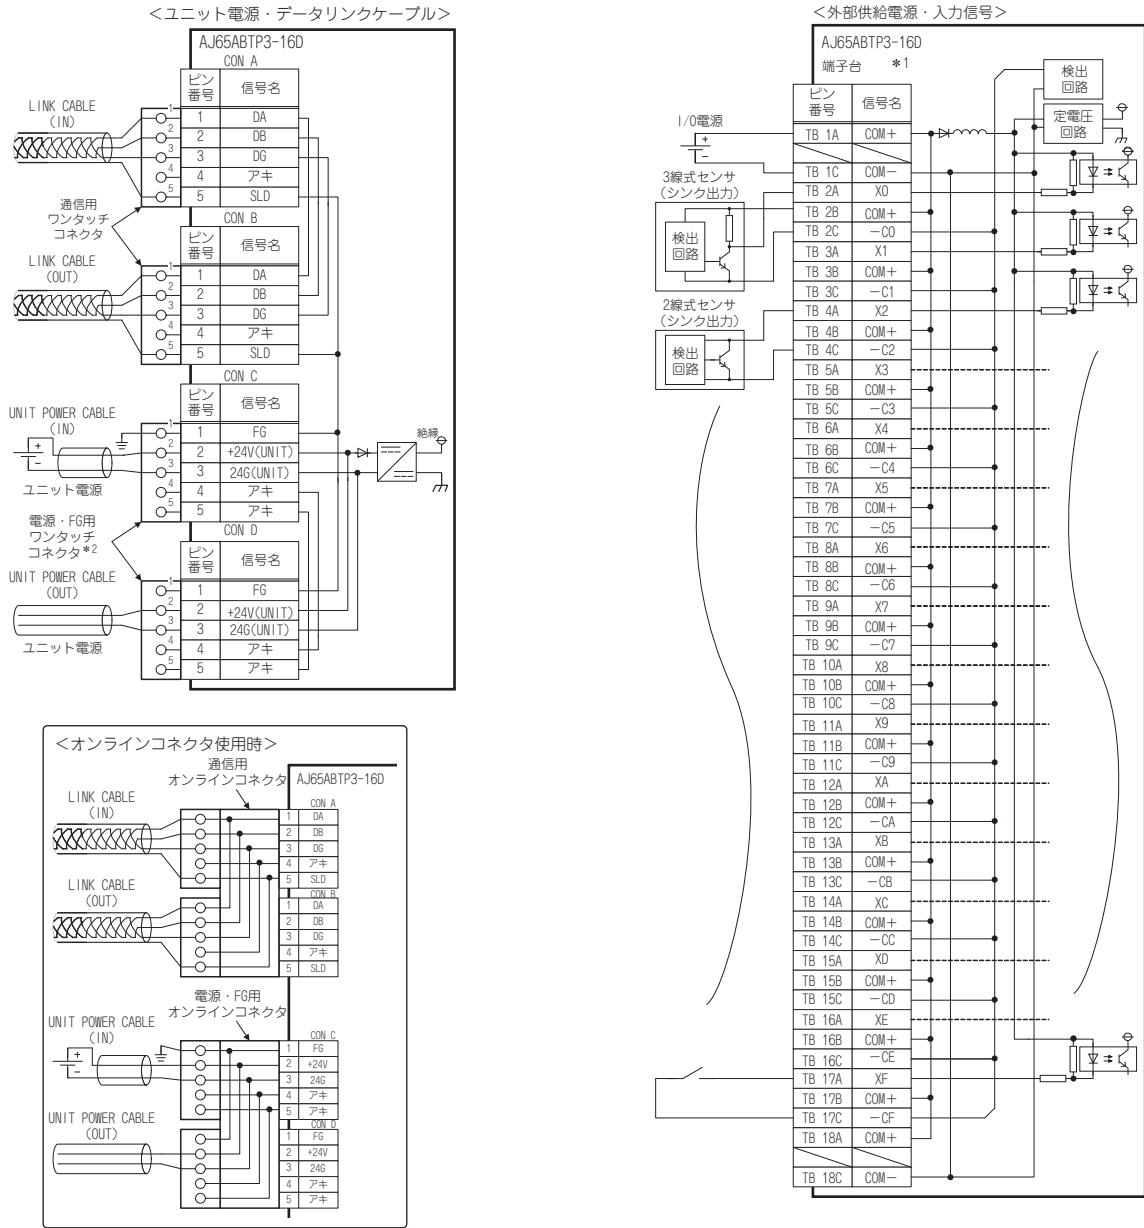 ＜ユニット電源・データリンクケーブル＞
AJ65ABTP3-16D
CON A
ピン番号 信号名
1 DA
2 DB
3 DG
4 アキ
5 SLD
LINK CABLE
(IN)
1
2
3
4
5
通信用
ワンタッチ
コネクタ
CON B
ピン番号 信号名
1 DA
2 DB
3 DG
4 アキ
5 SLD
LINK CABLE
(OUT)
1
2
3
4
5
CON C
ピン番号 信号名
1 FG
2 +24V(UNIT)
3 24G(UNIT)
4 アキ
5 アキ
UNIT POWER CABLE
(IN)
+
-
ユニット電源
1
2
3
4
5
絶縁
電源・FG用
ワンタッチ
コネクタ*2
CON D
ピン番号 信号名
1 FG
2 +24V(UNIT)
3 24G(UNIT)
4 アキ
5 アキ
UNIT POWER CABLE
(OUT)
ユニット電源
1
2
3
4
5
＜オンラインコネクタ使用時＞
通信用
オンラインコネクタ
AJ65ABTP3-16D
LINK CABLE
(IN)
CON A
1 DA
2 DB
3 DG
4 アキ
5 SLD
LINK CABLE
(OUT)
CON B
1 DA
2 DB
3 DG
4 アキ
5 SLD
電源・FG用
オンラインコネクタ
UNIT POWER CABLE
(IN)
+
-
CON C
1 FG
2 +24V
3 24G
4 アキ
5 アキ
UNIT POWER CABLE
(OUT)
CON D
1 FG
2 +24V
3 24G
4 アキ
5 アキ
＜外部供給電源・入力信号＞
AJ65ABTP3-16D
端子台 *1
検出
回路
定電圧
回路
I/O電源
+
-
3線式センサ
(シンク出力)
検出
回路
2線式センサ
(シンク出力)
検出
回路
ピン番号 信号名
TB 1A COM+
TB 1C COM-
TB 2A X0
TB 2B COM+
TB 2C -C0
TB 3A X1
TB 3B COM+
TB 3C -C1
TB 4A X2
TB 4B COM+
TB 4C -C2
TB 5A X3
TB 5B COM+
TB 5C -C3
TB 6A X4
TB 6B COM+
TB 6C -C4
TB 7A X5
TB 7B COM+
TB 7C -C5
TB 8A X6
TB 8B COM+
TB 8C -C6
TB 9A X7
TB 9B COM+
TB 9C -C7
TB 10A X8
TB 10B COM+
TB 10C -C8
TB 11A X9
TB 11B COM+
TB 11C -C9
TB 12A XA
TB 12B COM+
TB 12C -CA
TB 13A XB
TB 13B COM+
TB 13C -CB
TB 14A XC
TB 14B COM+
TB 14C -CC
TB 15A XD
TB 15B COM+
TB 15C -CD
TB 16A XE
TB 16B COM+
TB 16C -CE
TB 17A XF
TB 17B COM+
TB 17C -CF
TB 18A COM+
TB 18C COM-